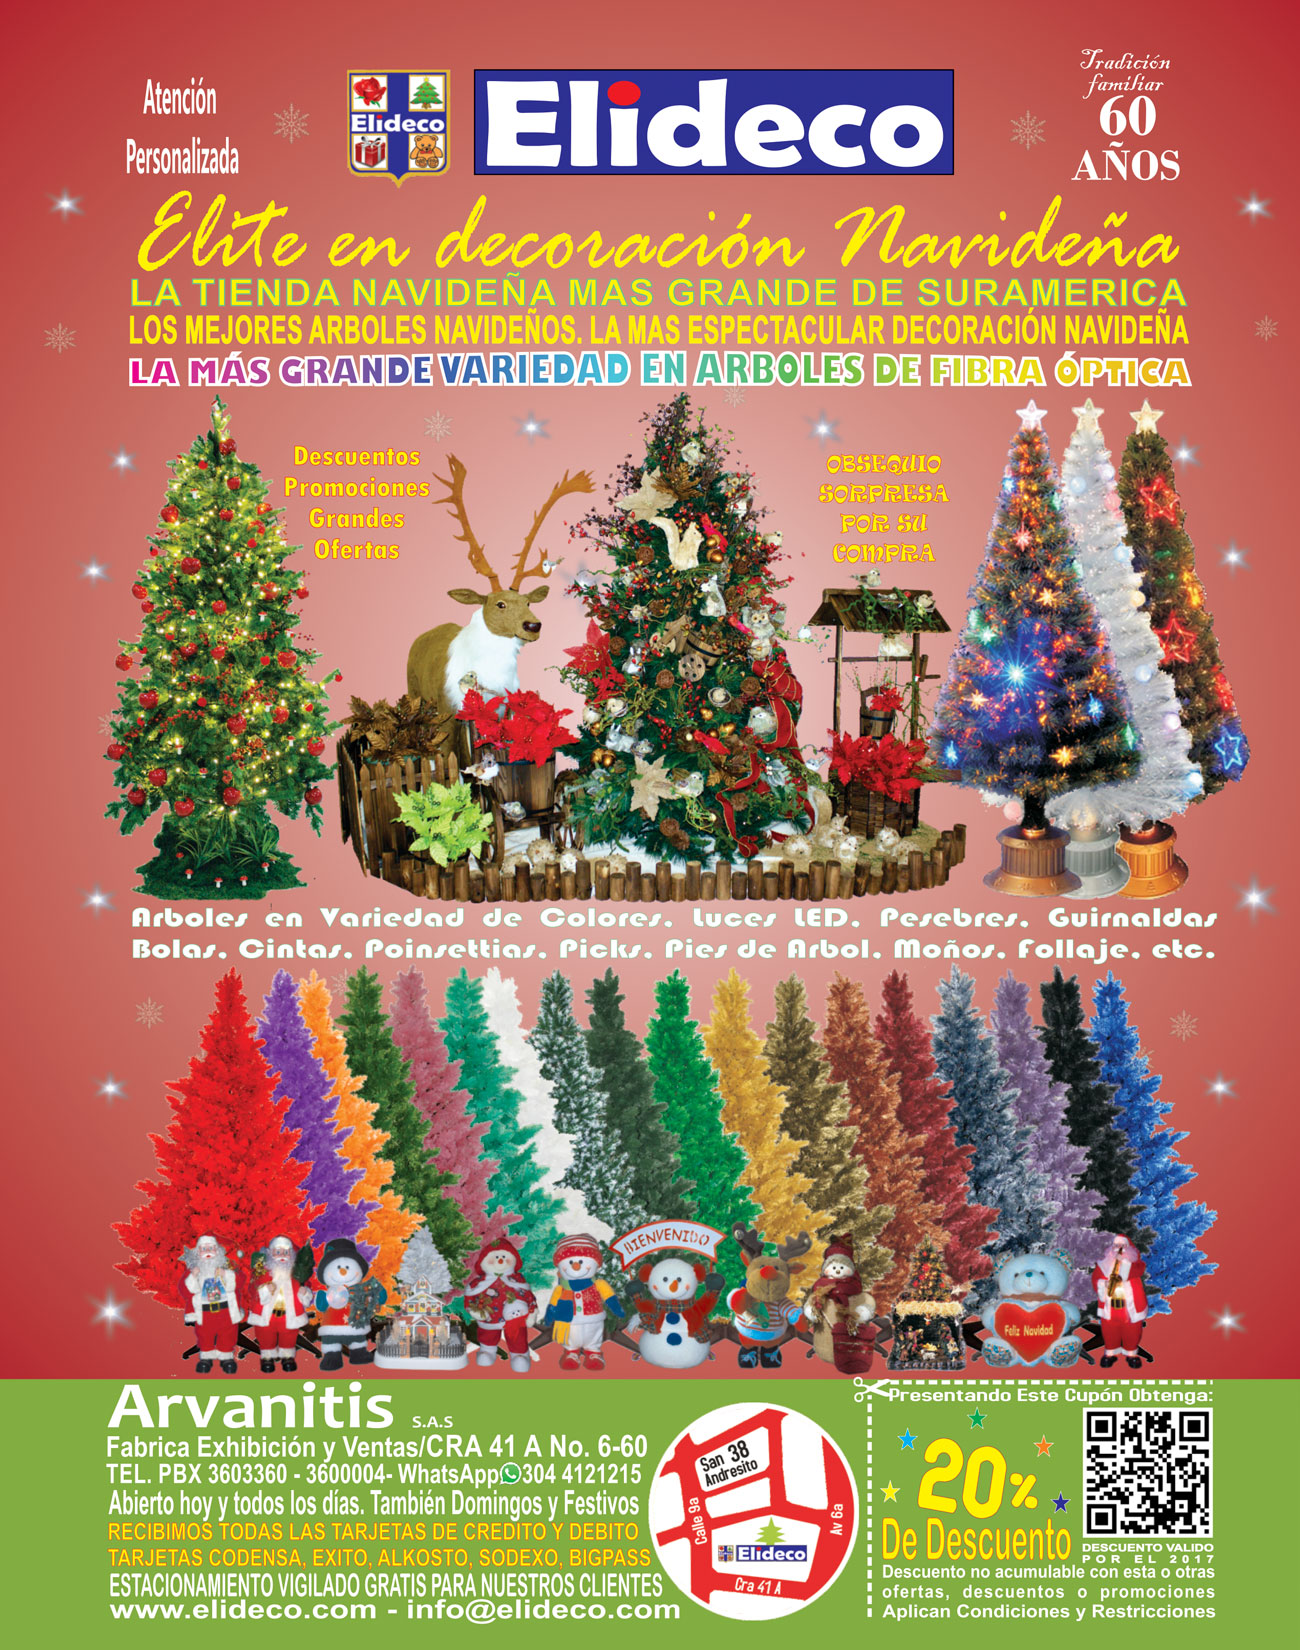 Atención
Personalizada
Elideco
Elideco
Tradición
familiar
60
AÑOS
Elite en decoración Navideña
LA TIENDA NAVIDEÑA MAS GRANDE DE SURAMERICA
LOS MEJORES ARBOLES NAVIDEÑOS. LA MAS ESPECTACULAR DECORACIÓN NAVIDEÑA
LA MÁS GRANDE VARIEDAD EN ARBOLES DE FIBRA ÓPTICA
Descuentos
Promociones
Grandes
Ofertas
OBSEQUIO
SORPRESA
POR SU
COMPRA
Arboles en Variedad de Colores, Luces LED, Pesebres, Guirnaldas
Bolas, Cintas, Poinsettias, Picks, Pies de Arbol, Moños, Follaje, etc.
BIENVENIDO
Feliz Navidad
Arvanitis S.A.S
Fabrica Exhibición y Ventas/CRA 41 A No. 6-60
TEL. PBX 3603360 - 3600004- WhatsApp 304 4121215
Abierto hoy y todos los días. También Domingos y Festivos
RECIBIMOS TODAS LAS TARJETAS DE CREDITO Y DEBITO
TARJETAS CODENSA, EXITO, ALKOSTO, SODEXO, BIGPASS
ESTACIONAMIENTO VIGILADO GRATIS PARA NUESTROS CLIENTES
www.elideco.com - info@elideco.com
San 38
Andresito
Calle 9a
Av 6a
Elideco
Cra 41 A
Presentando Este Cupón Obtenga:
20%
De Descuento
DESCUENTO VALIDO
POR EL 2017
Descuento no acumulable con esta o otras
ofertas, descuentos o promociones
Aplican Condiciones y Restricciones